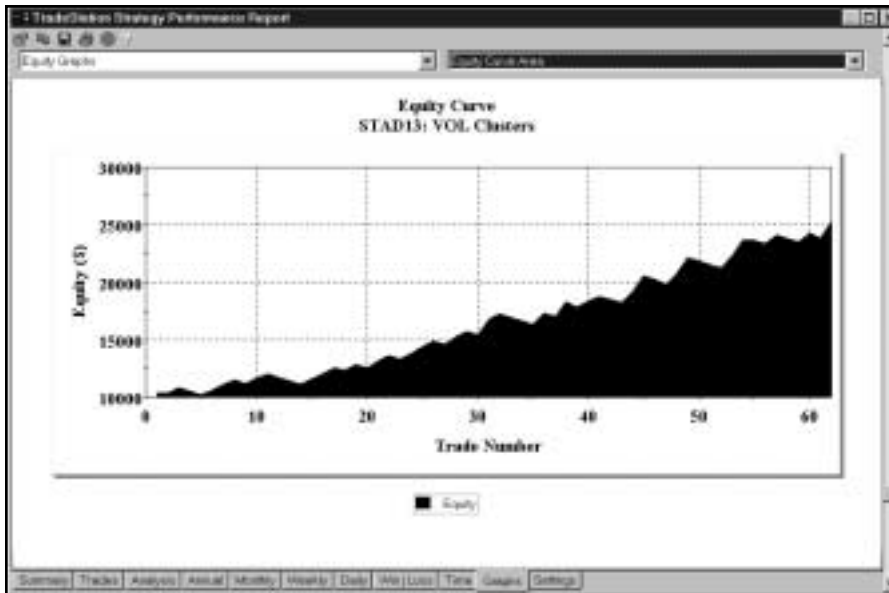 TradeStation Strategy Performance Report
Equity Graphs
Equity Curve Area
Equity Curve
STAD13: VOL Clusters
30000
25000
20000
15000
10000
Equity ($)
0 10 20 30 40 50 60
Trade Number
Equity
Summary Trades Analysis Annual Monthly Weekly Daily Win|Loss Time Graphs Settings